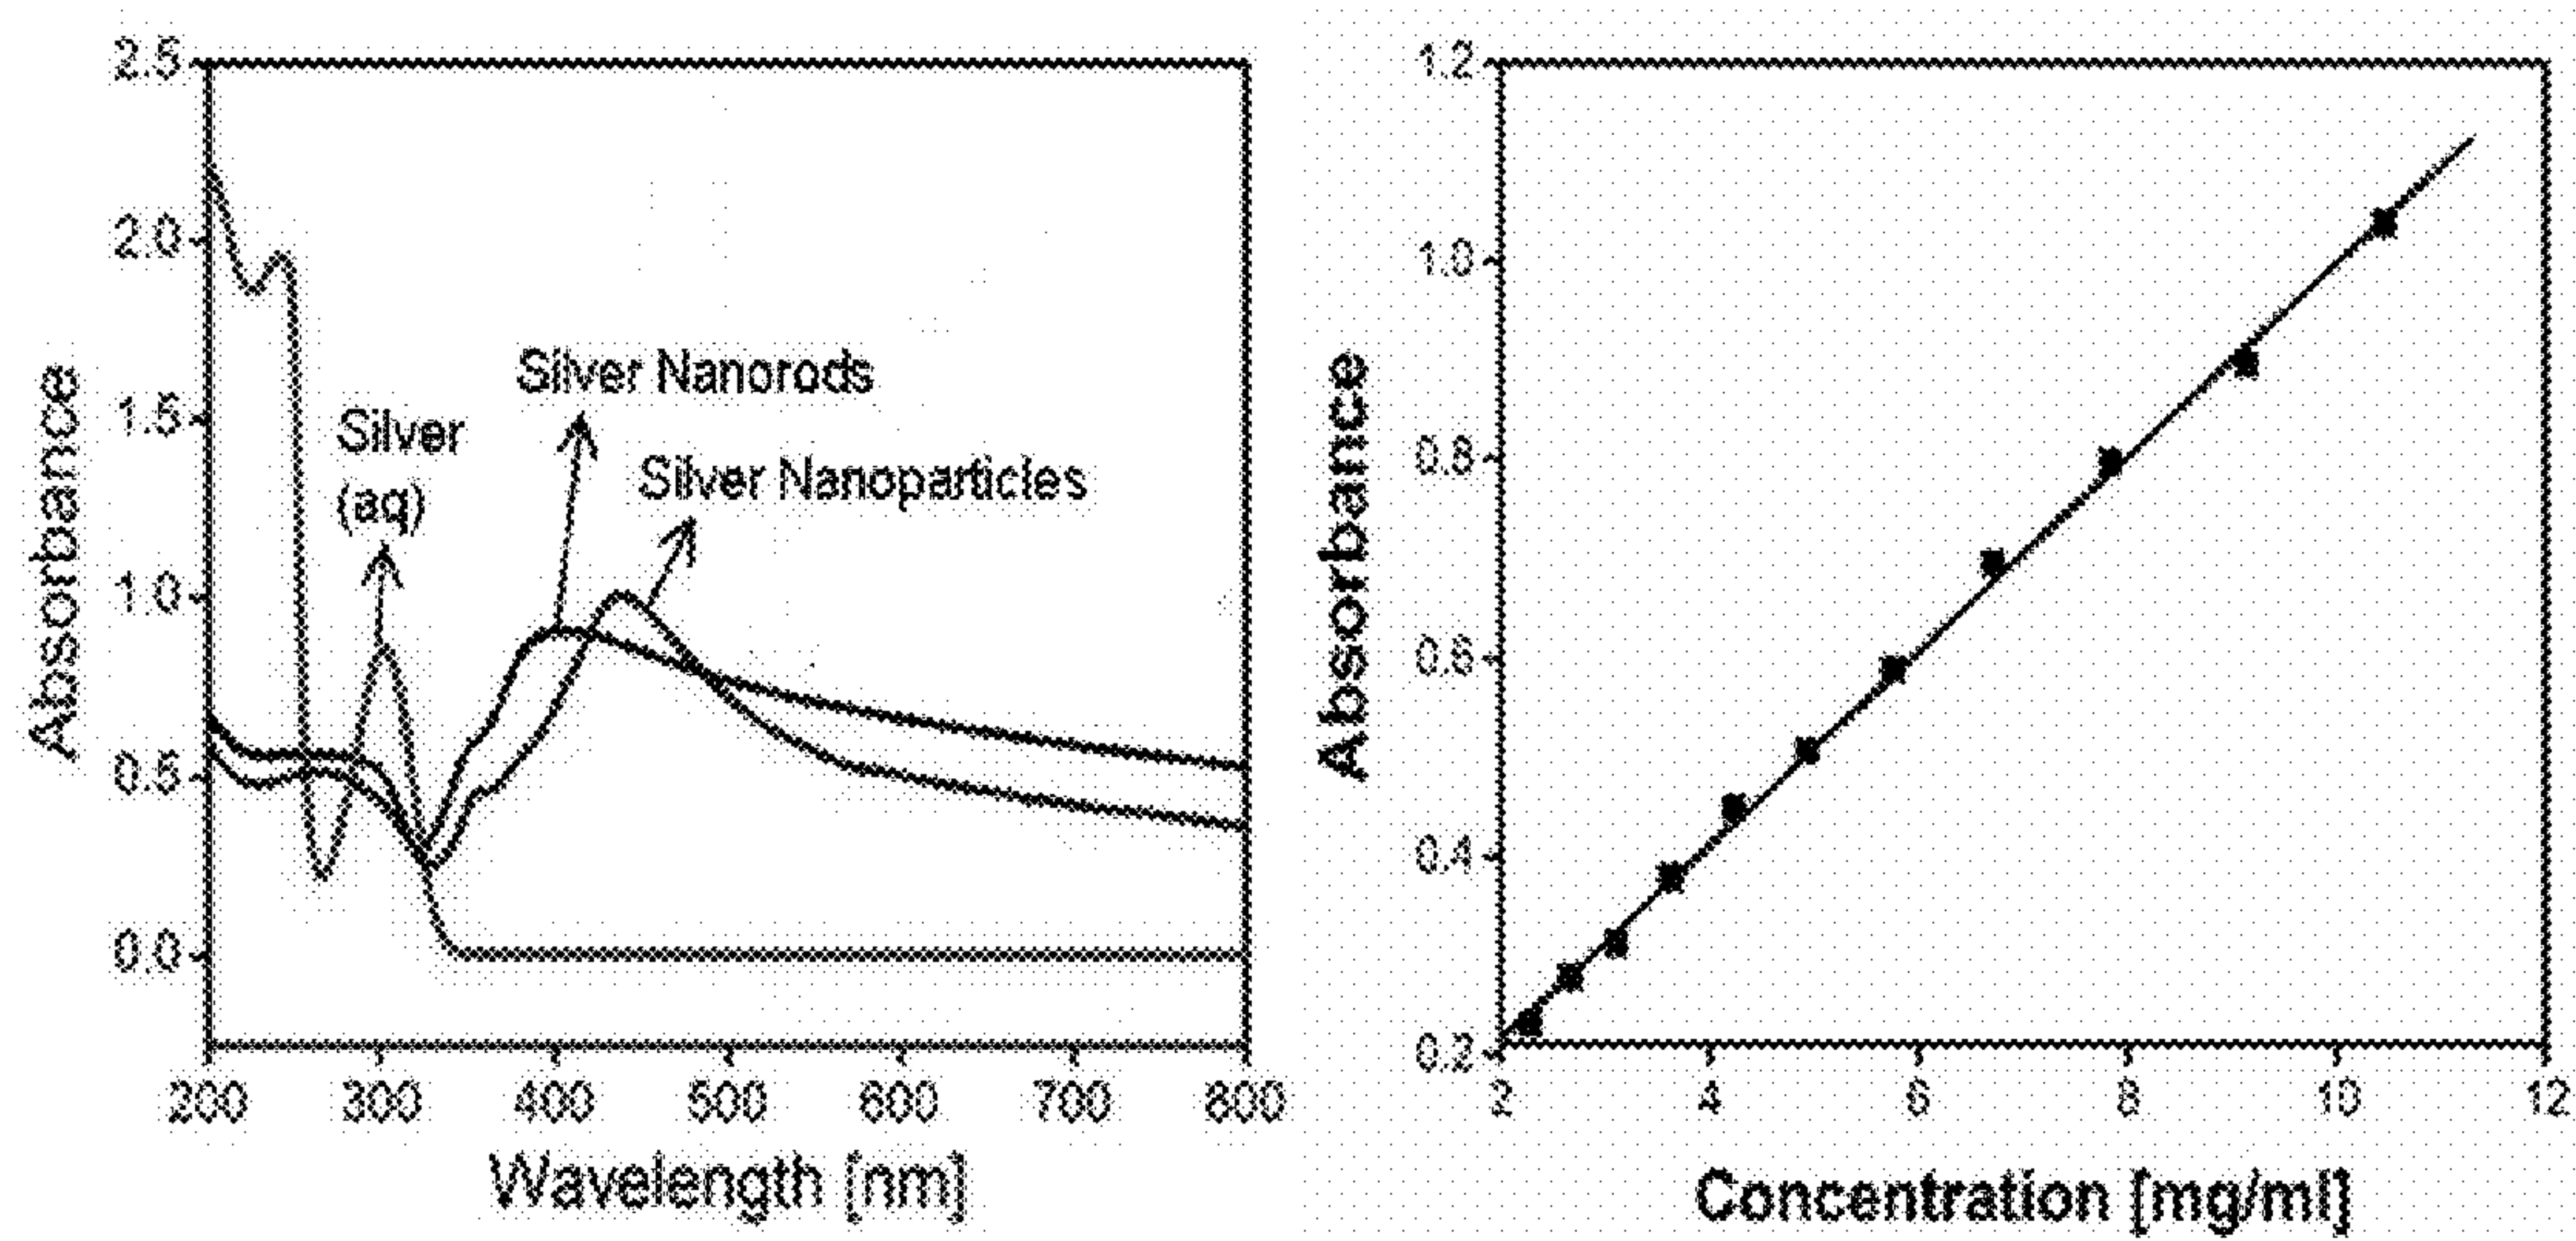 2.5
2.0
1.5
1.0
0.5
0.0
Absorbance
Silver Nanorods
Silver
(aq)
Silver Nanoparticles
200 300 400 500 600 700 800
Wavelength [nm]
1.2
1.0
0.8
0.6
0.4
0.2
Absorbance
2 4 6 8 10 12
Concentration [mg/ml]